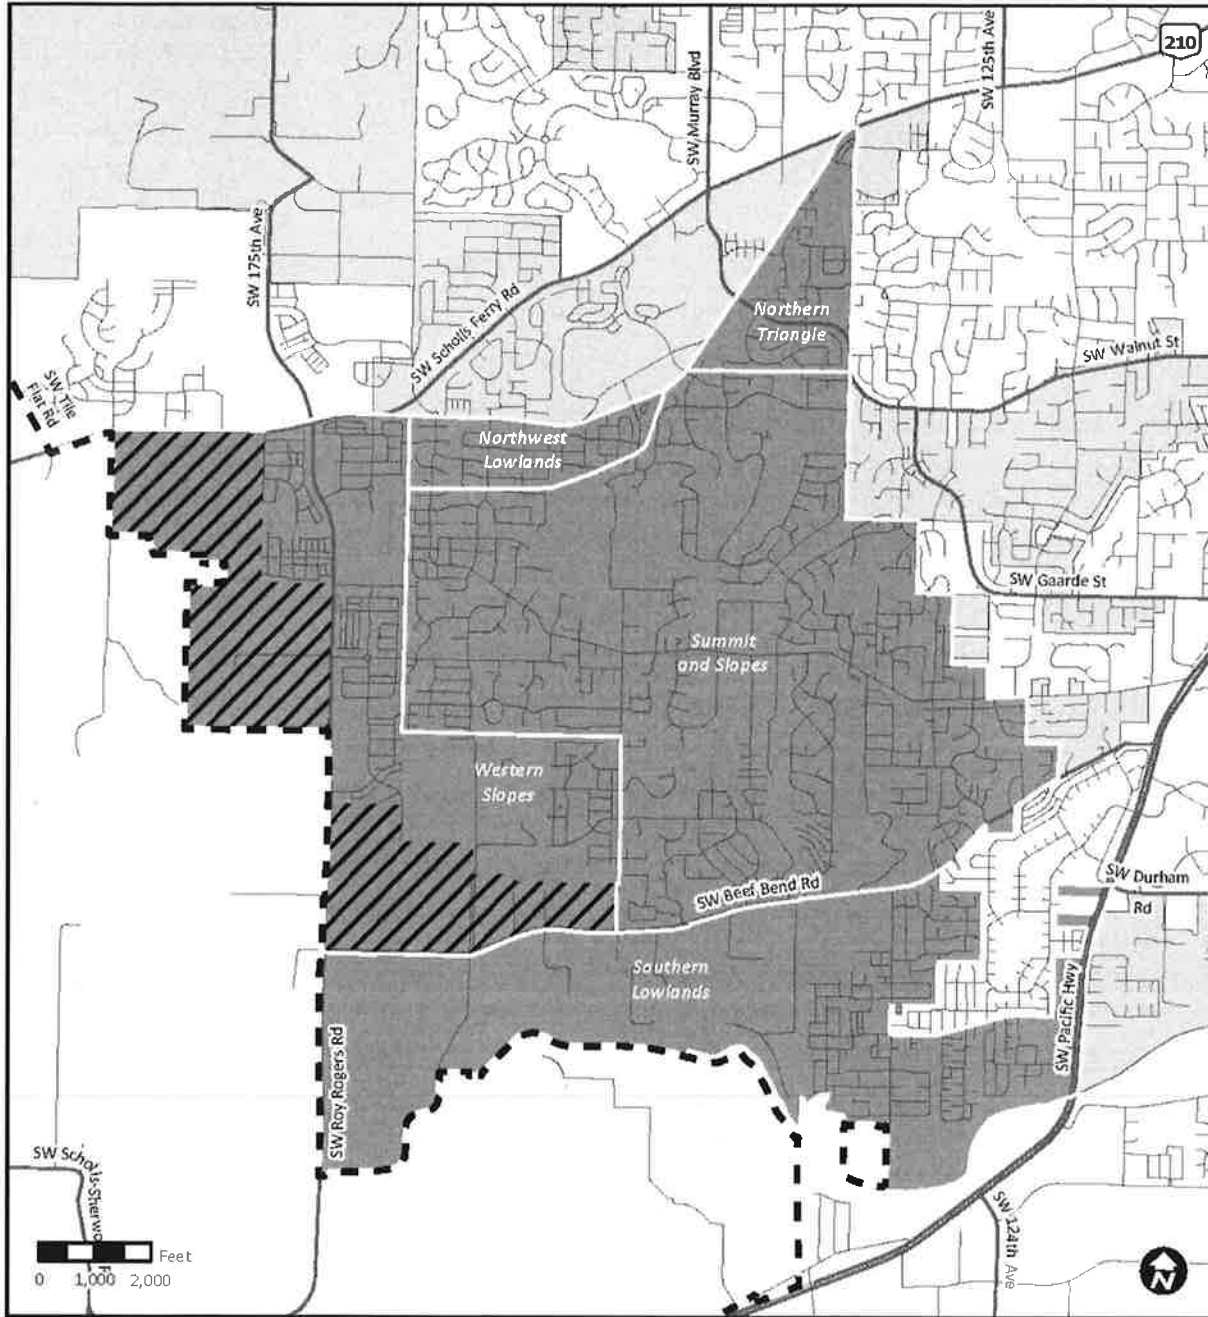 210
SW 125th Ave
SW Murray Blvd
SW 175th Ave
SW Scholls Ferry Rd
Northern
Triangle
SW Walnut St
SW Tile
Flat Rd
Northwest
Lowlands
SW Gaarde St
Summit
and Slopes
Western
Slopes
SW Durham
Rd
SW Beef Bend Rd
Southern
Lowlands
SW Pacific Hwy
SW Roy Rogers Rd
SW Scholls-Sherwo
SW 124th Ave
Feet
0 1,000 2,000
N